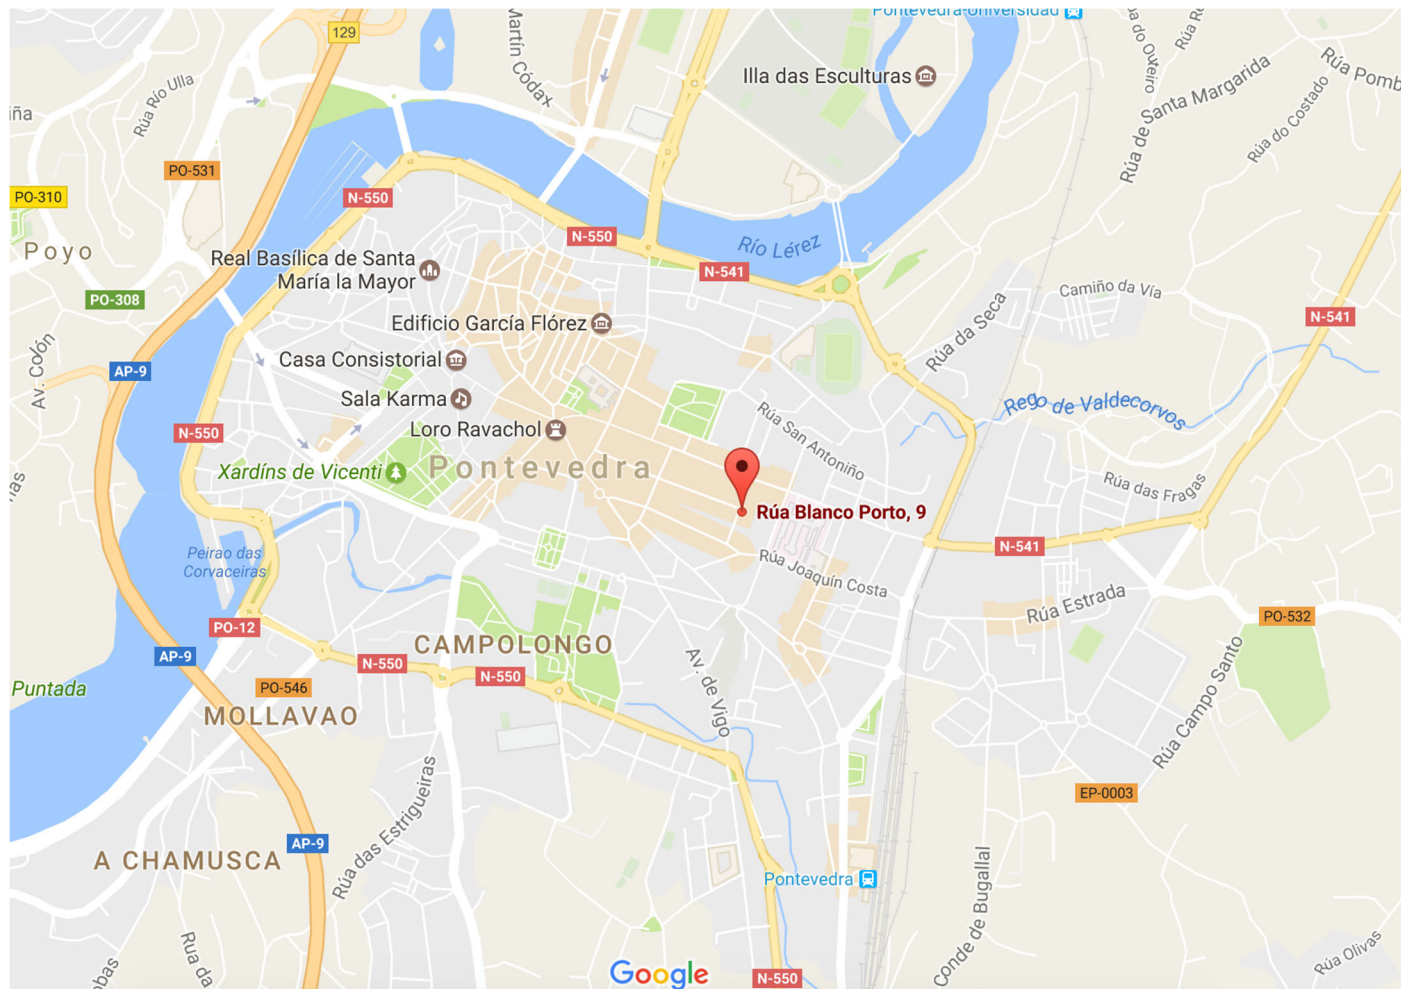 Pontevedra-Universidad
129
Martín Códax
Illa das Esculturas
Rúa do Outeiro
Rúa Pomb
Rúa Río Ulla
Rúa de Santa Margarida
Rúa do Costado
iña
PO-531
PO-310
N-550
N-550
Río Lérez
Poyo
Real Basílica de Santa
María la Mayor
N-541
Camiño da Vía
PO-308
N-541
Edificio García Flórez
Rúa da Seca
Av. Colón
Casa Consistorial
AP-9
Sala Karma
Rego de Valdecorvos
Rúa San Antoniño
Loro Ravachol
N-550
Xardíns de Vicenti
Pontevedra
Rúa das Fragas
Rúa Blanco Porto, 9
Peirao das
Corvaceiras
N-541
Rúa Joaquín Costa
Rúa Estrada
PO-532
PO-12
CAMPOLONGO
AP-9
N-550
N-550
Puntada
PO-546
Av. de Vigo
Rúa Campo Santo
MOLLAVAO
EP-0003
Rúa das Estrigueiras
AP-9
A CHAMUSCA
Pontevedra
Conde de Bugallal
Rua da
obas
Rúa Olivas
Google
N-550